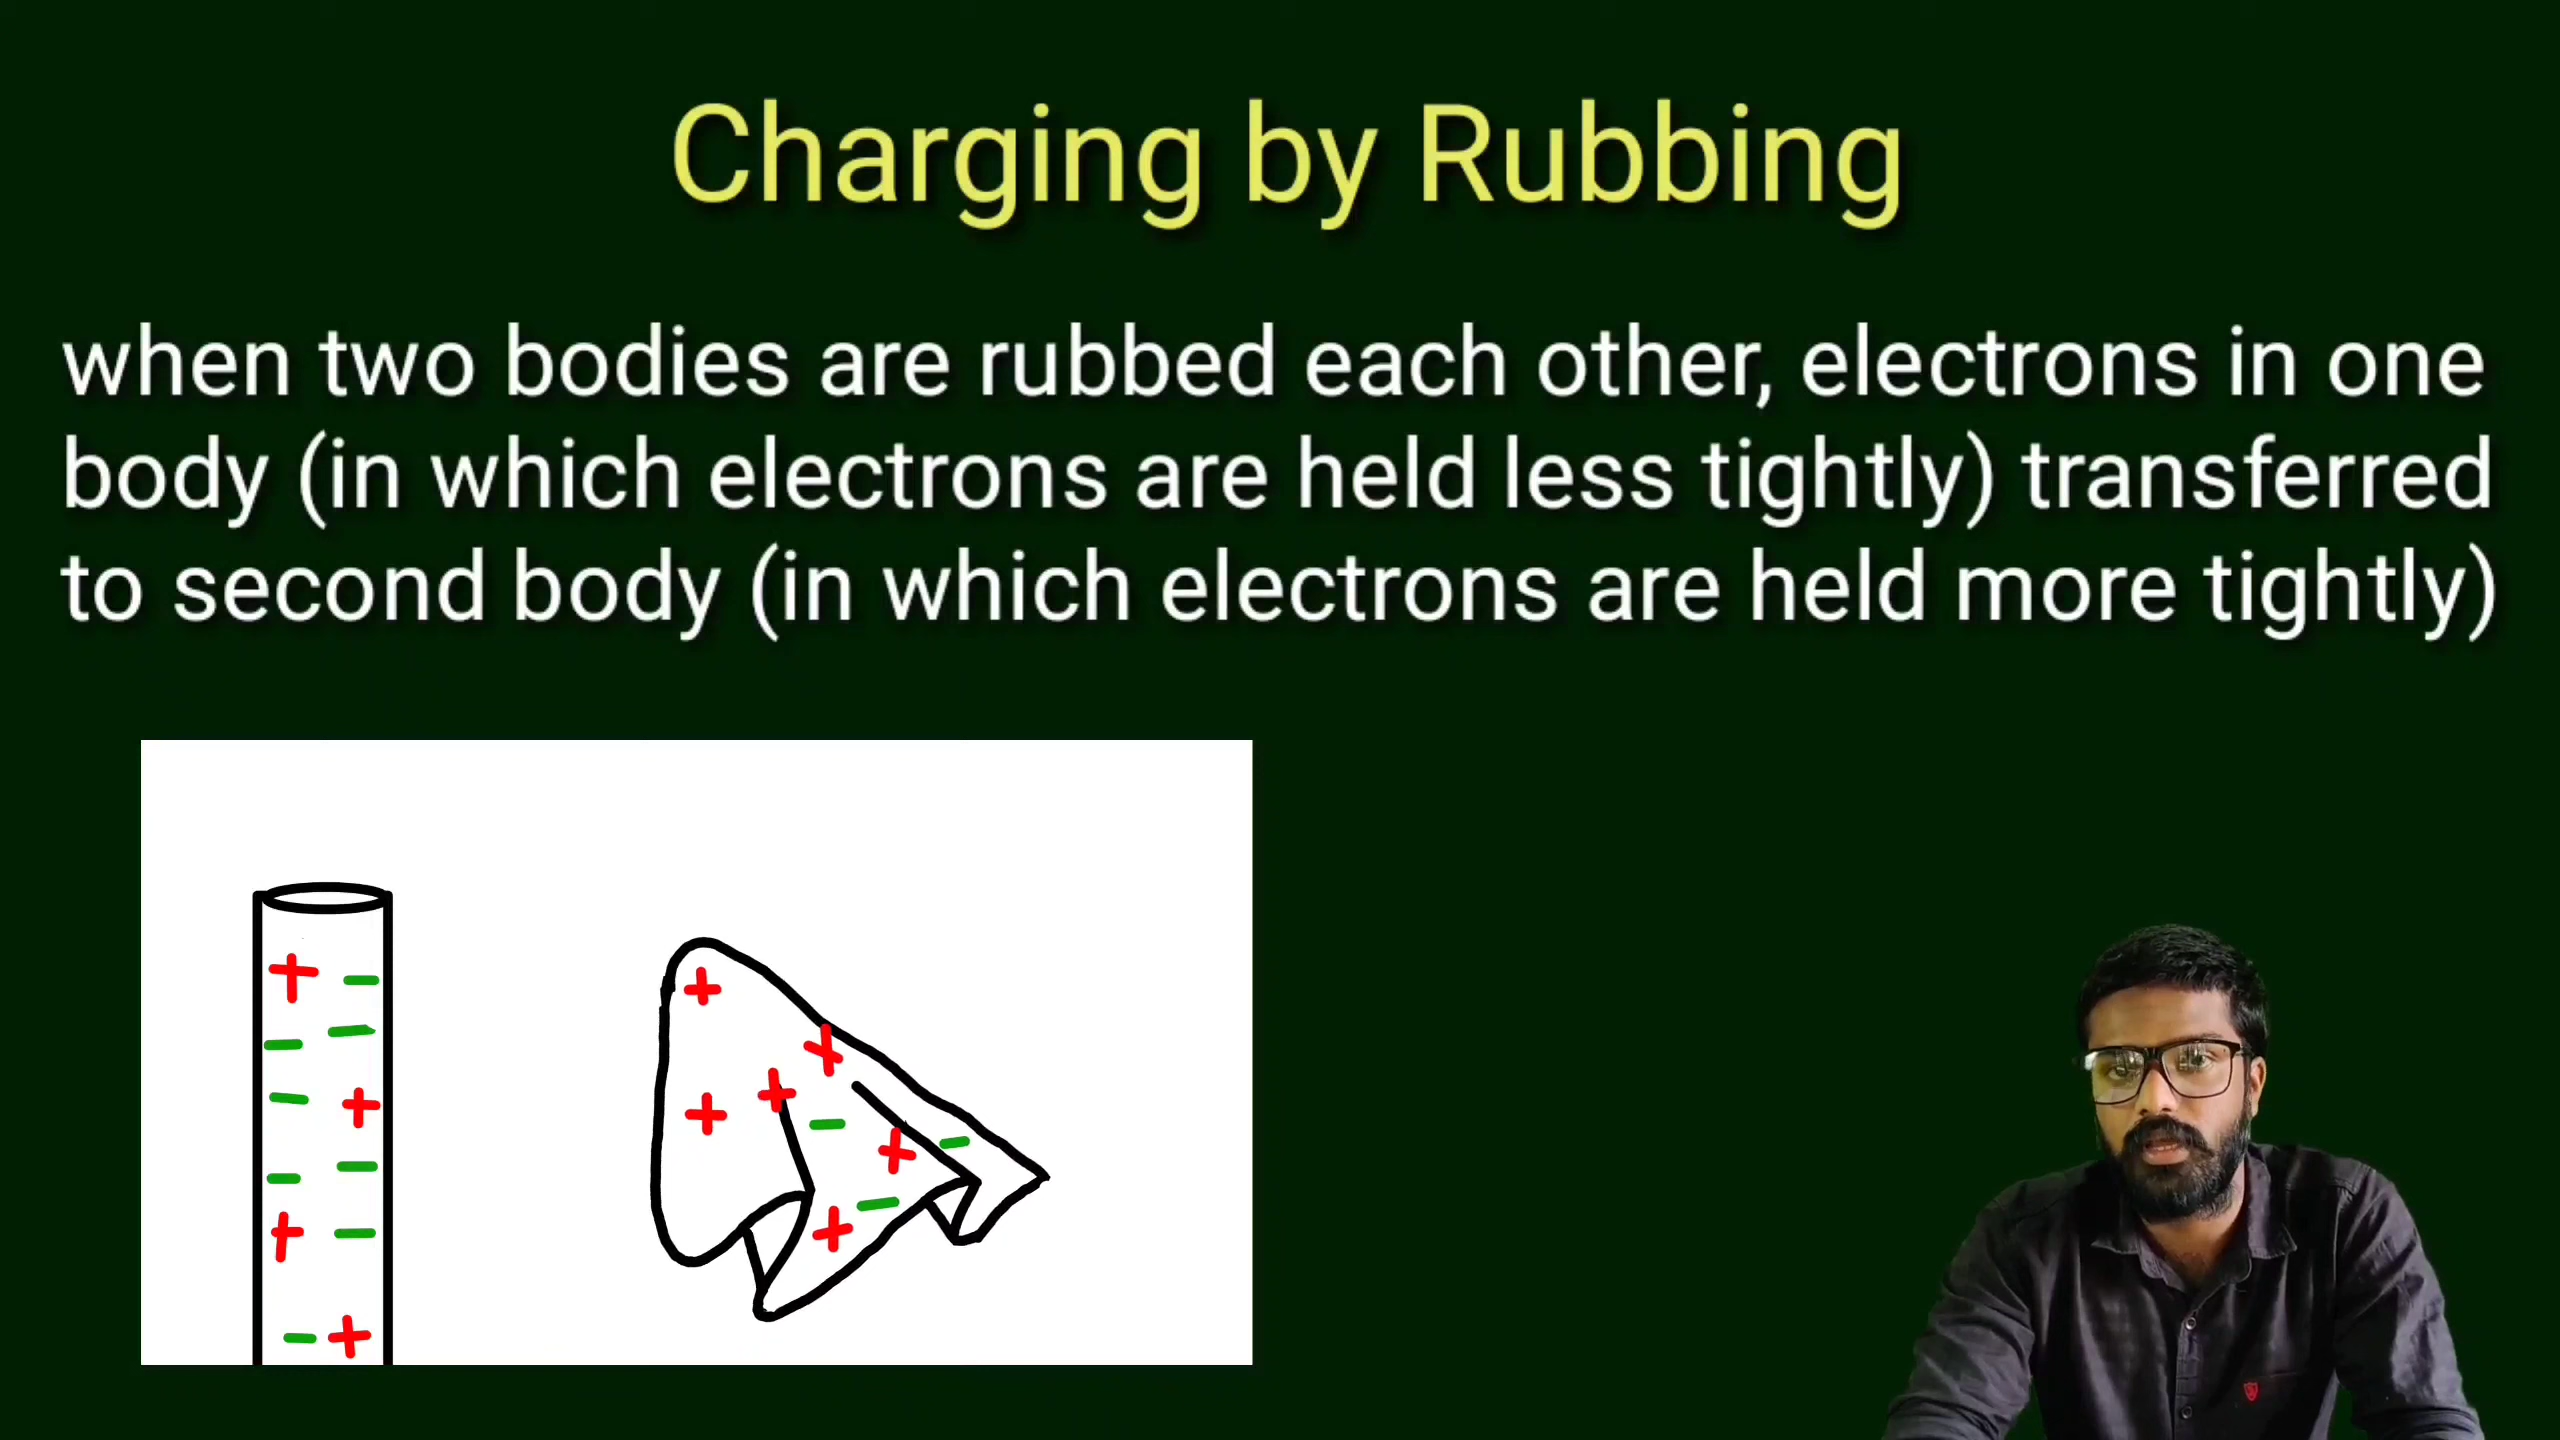 Charging by Rubbing
when two bodies are rubbed each other, electrons in one
body (in which electrons are held less tightly) transferred
to second body (in which electrons are held more tightly)